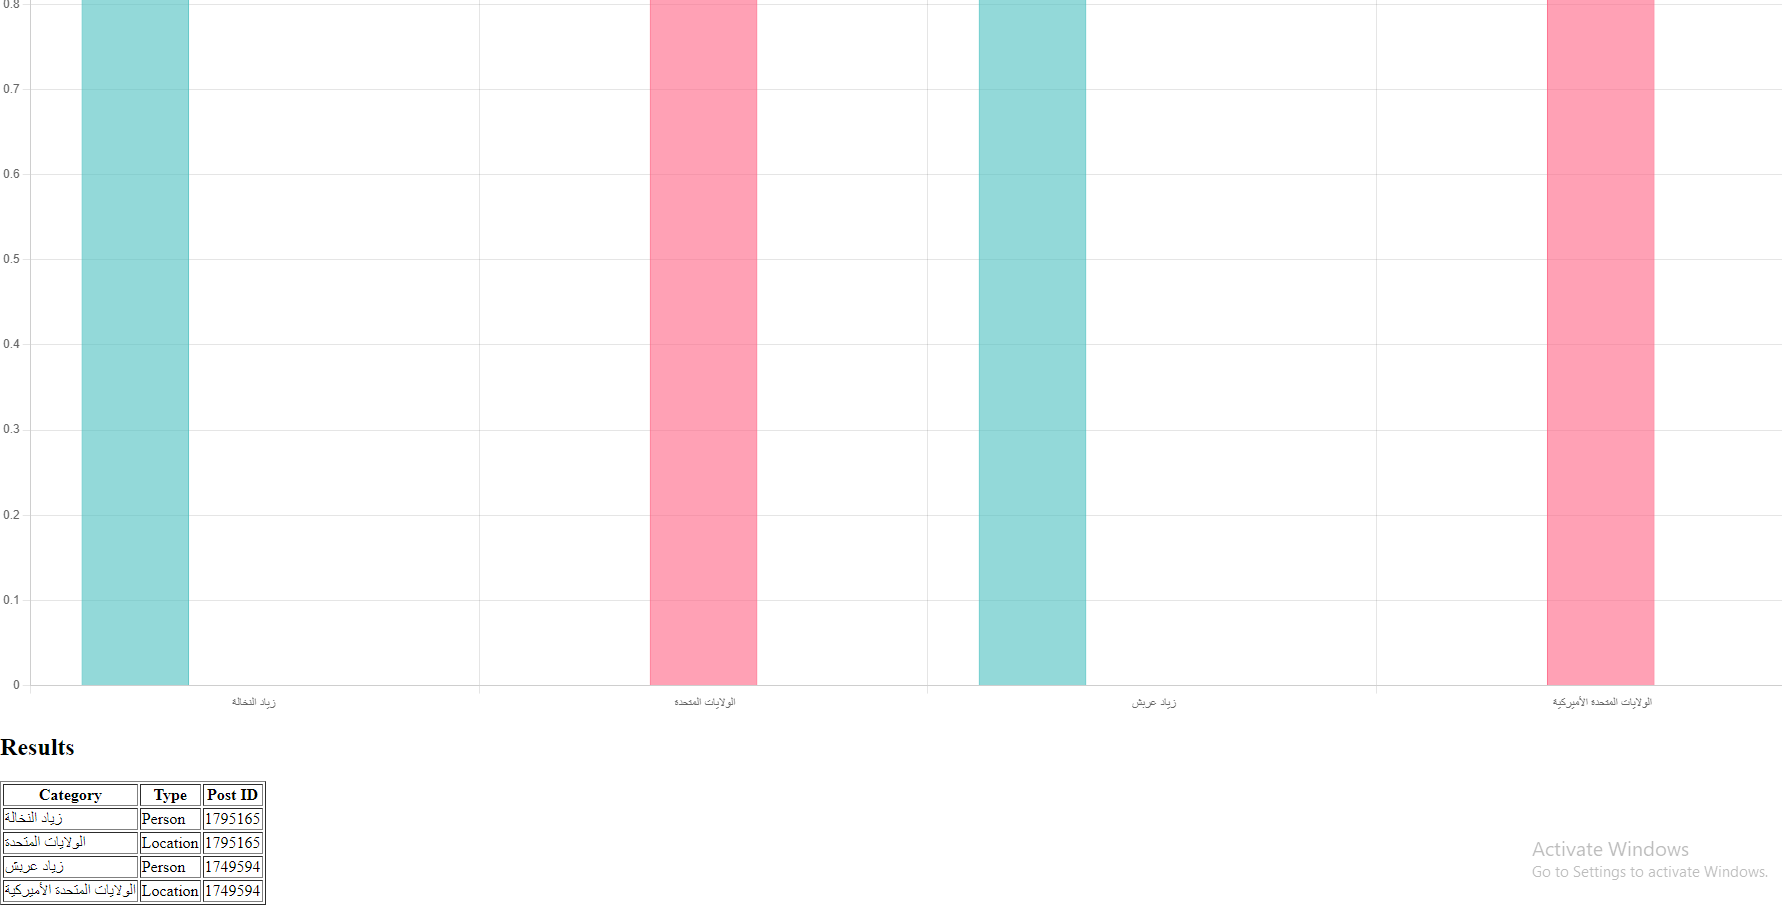 0.8
0.7
0.6
0.5
0.4
0.3
0.2
0.1
0
زياد النخالة
الولايات المتحدة
زياد عربش
الولايات المتحدة الأميركية
Results
Category Type Post ID
زياد النخالة Person 1795165
الولايات المتحدة Location 1795165
زياد عربش Person 1749594
الولايات المتحدة الأميركية Location 1749594
Activate Windows
Go to Settings to activate Windows.